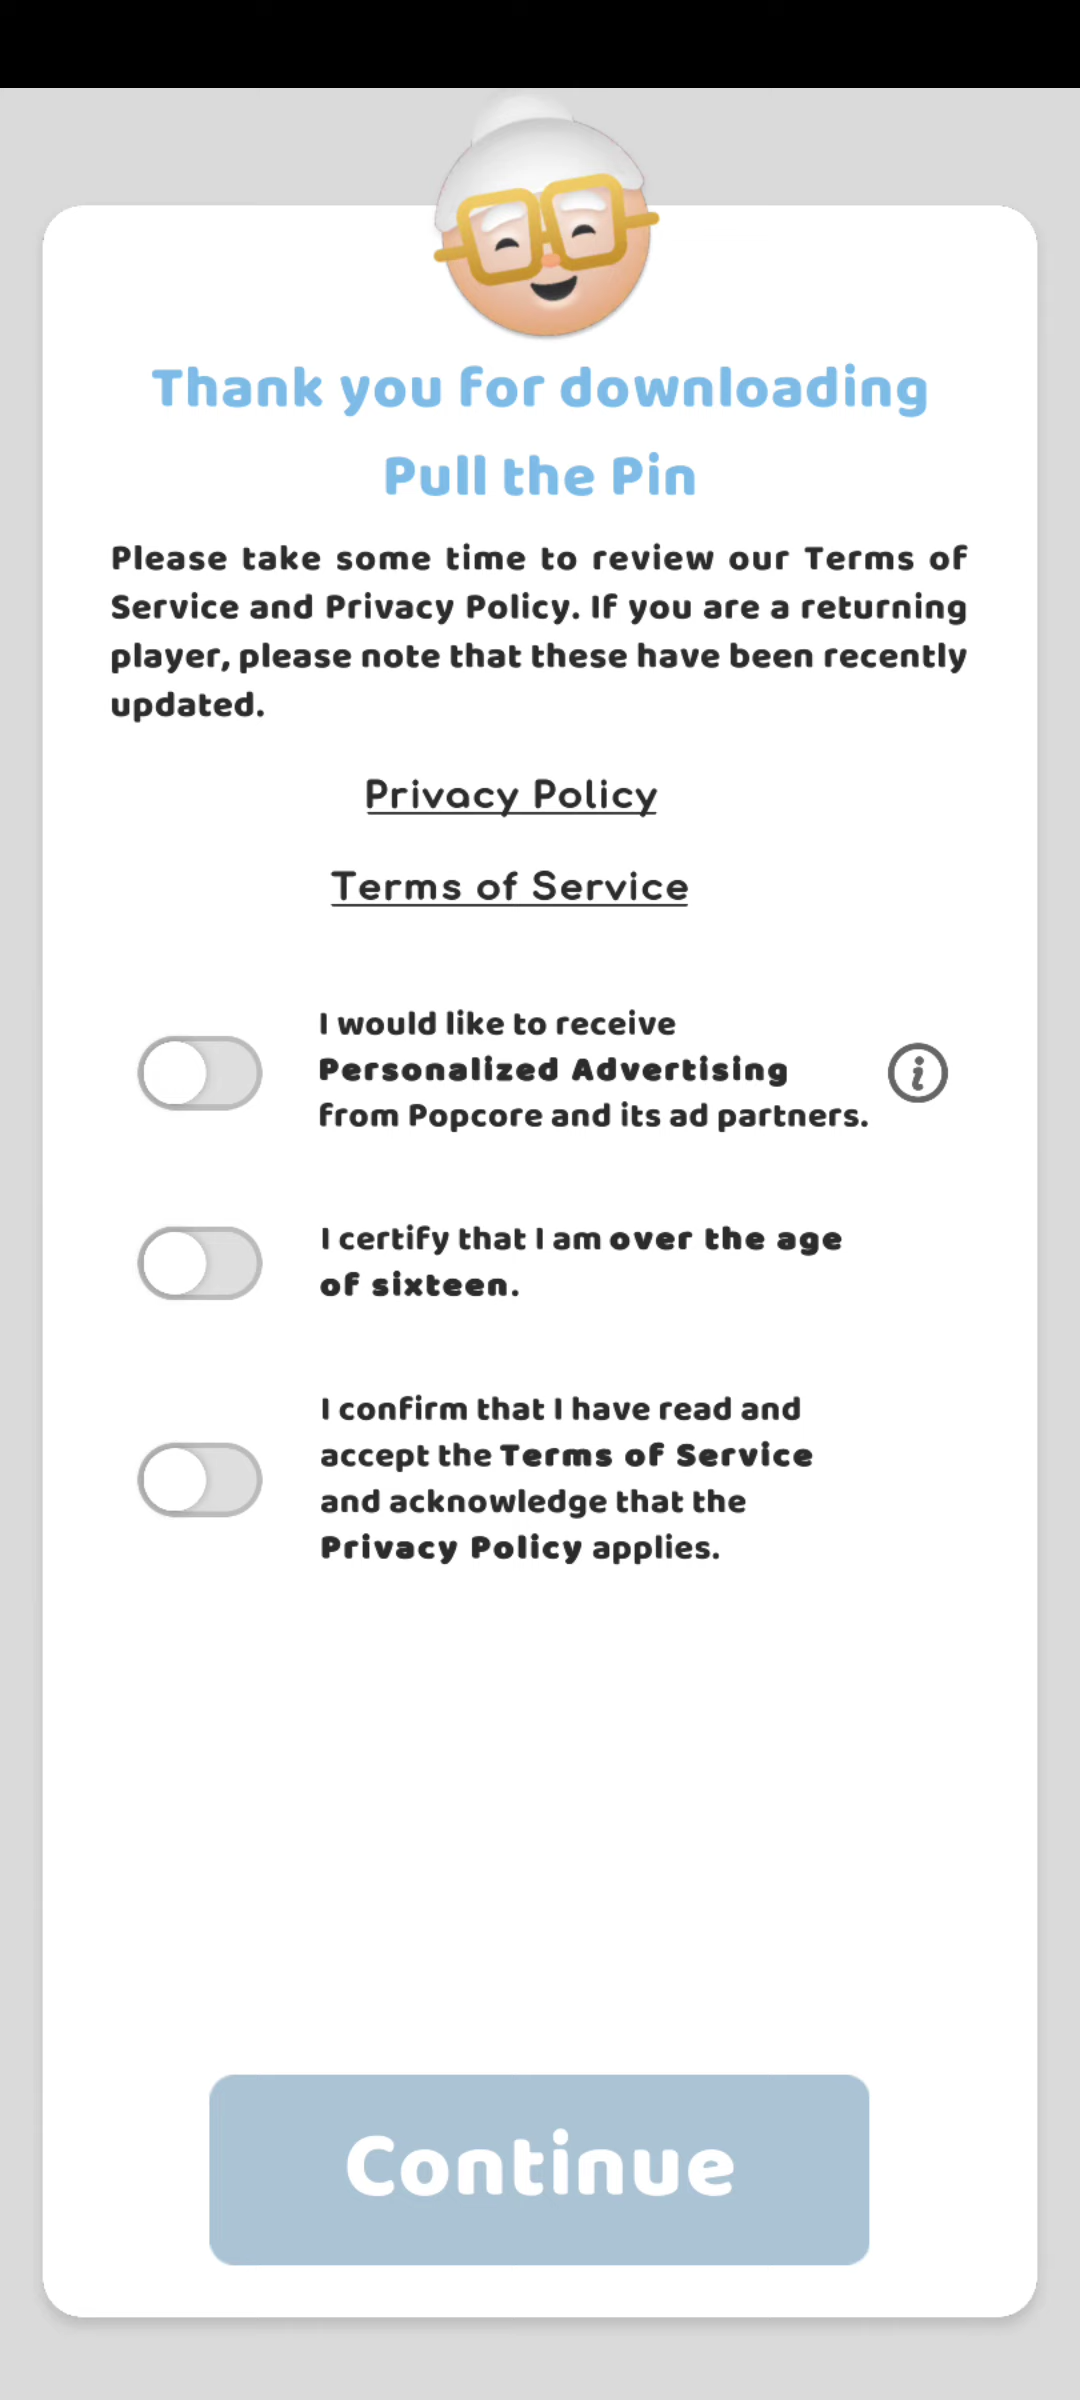 Thank you for downloading
Pull the Pin
Please take some time to review our Terms of
Service and Privacy Policy. If you are a returning
player, please note that these have been recently
updated.
Privacy Policy
Terms of Service
I would like to receive
Personalized Advertising
from Popcore and its ad partners.
I certify that I am over the age
of sixteen.
I confirm that I have read and
accept the Terms of Service
and acknowledge that the
Privacy Policy applies.
Continue